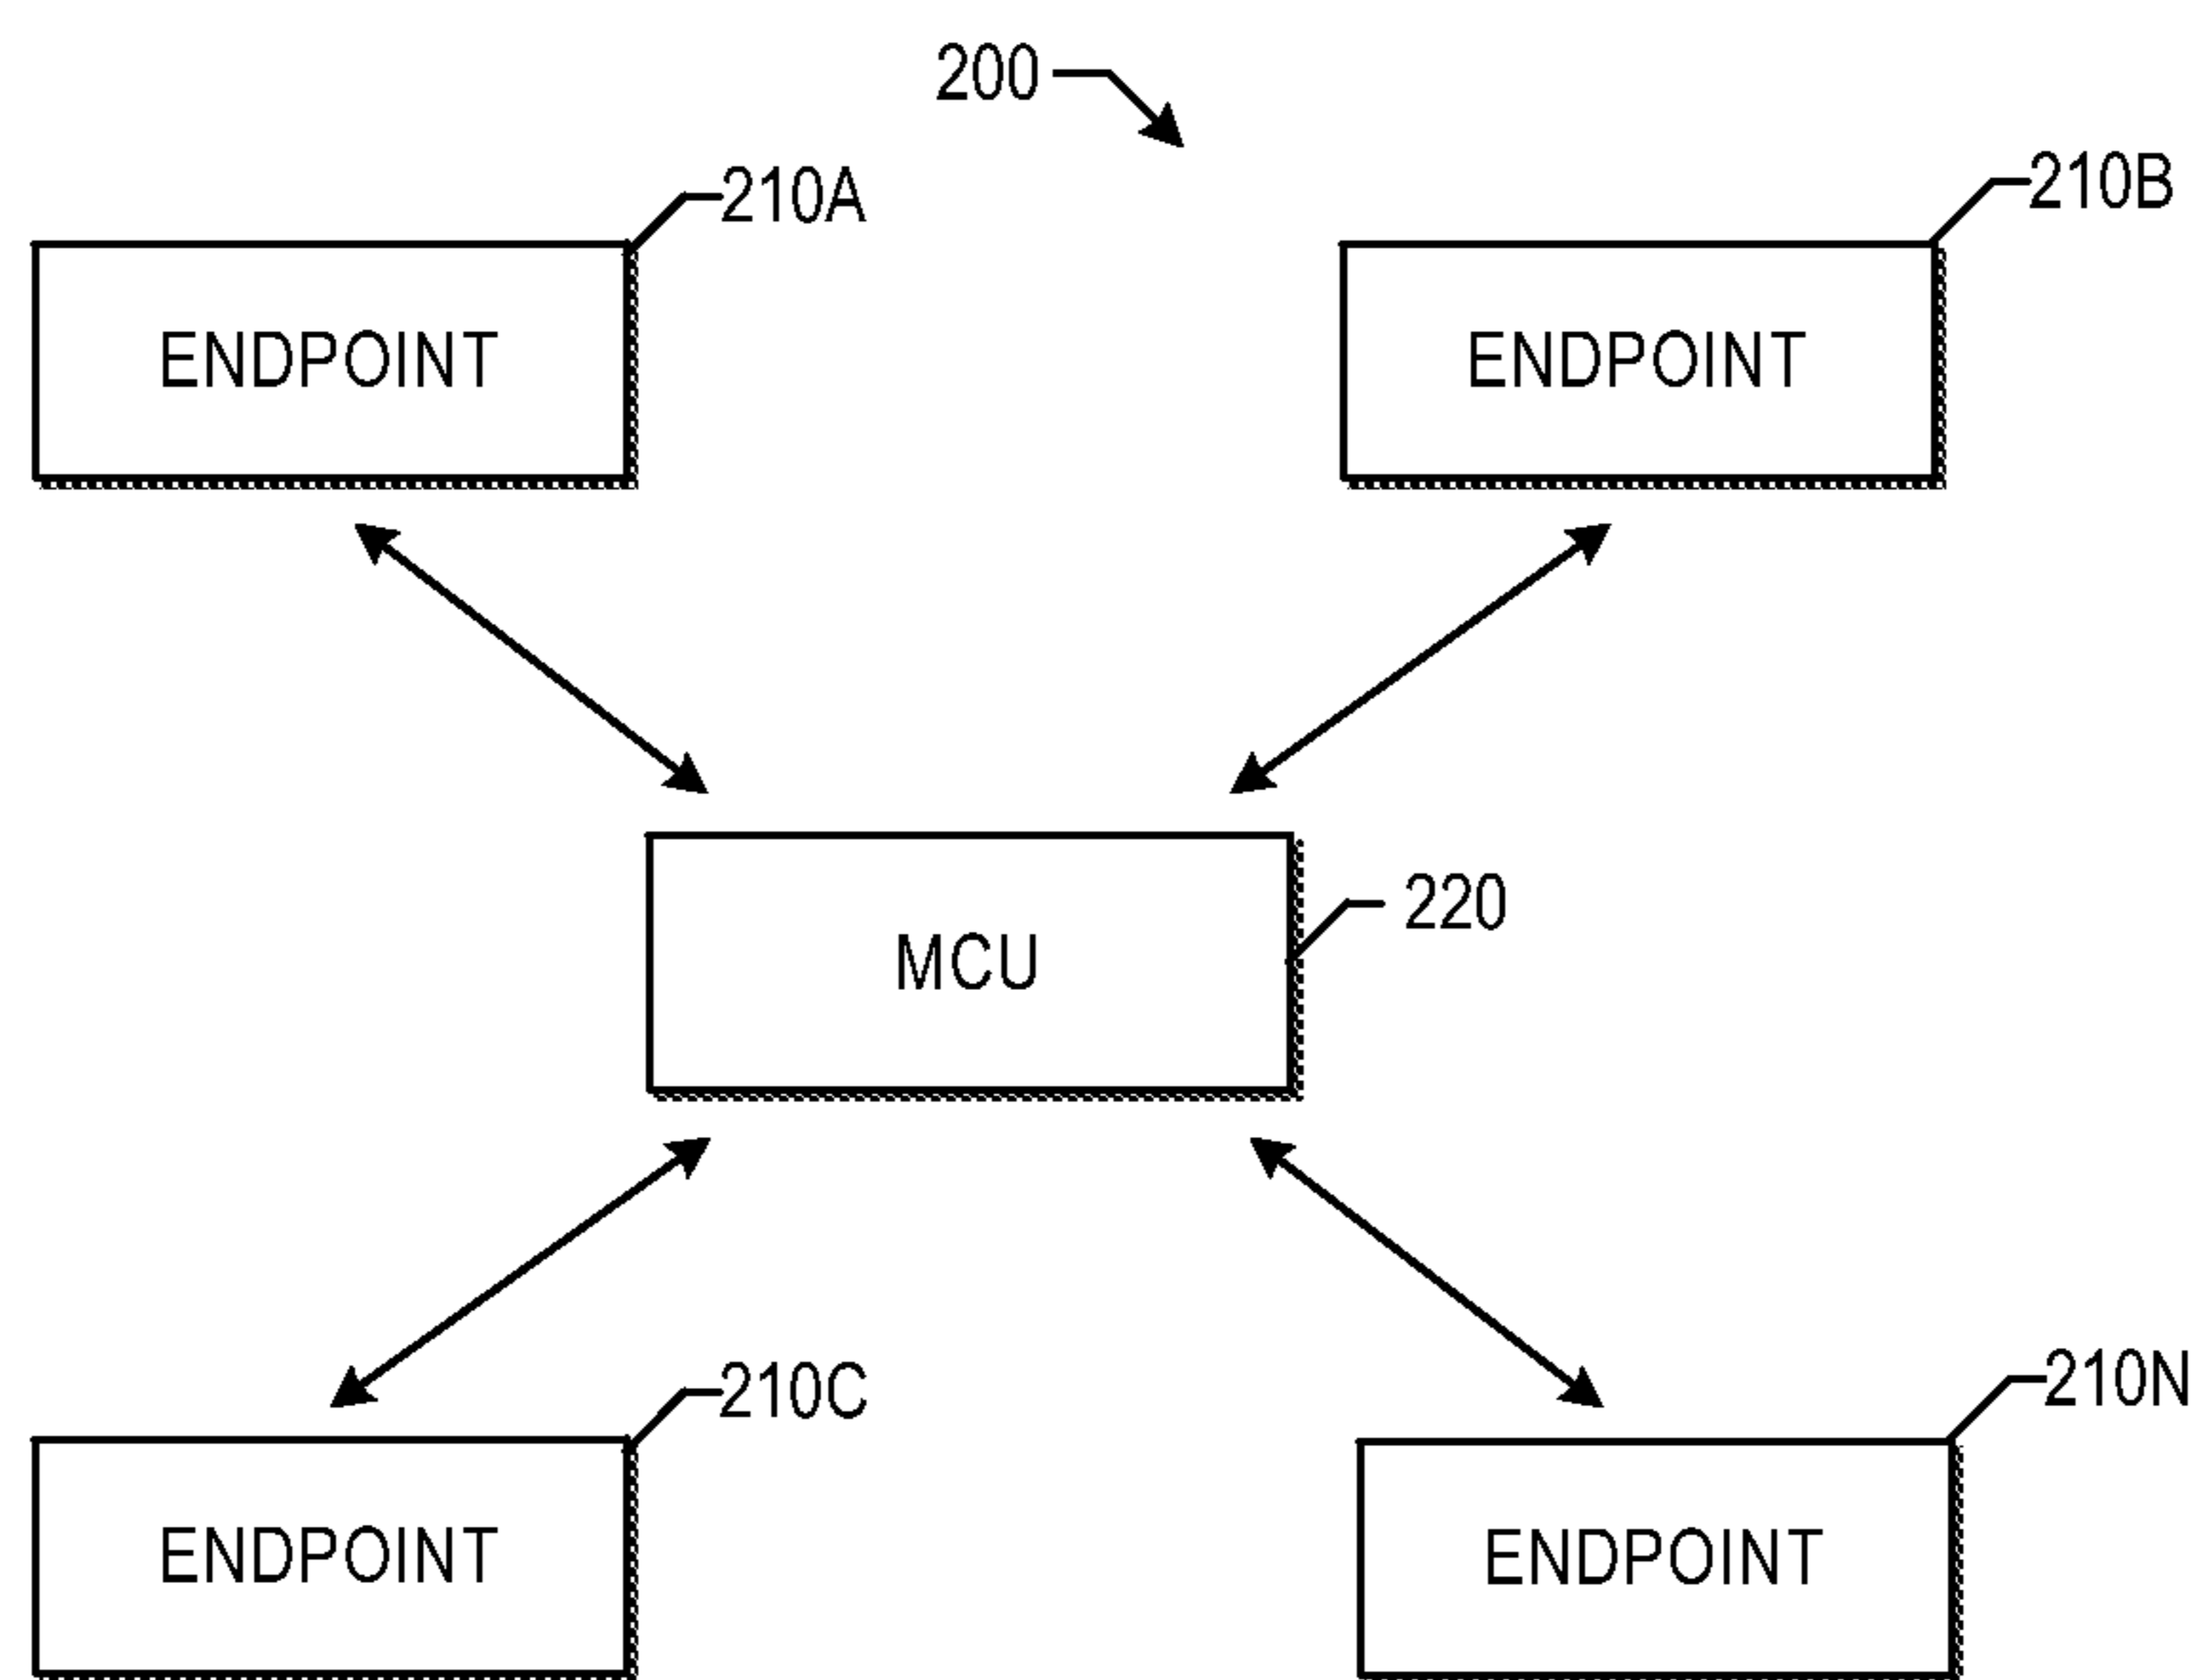 200
210A
210B
ENDPOINT
ENDPOINT
220
MCU
210C
210N
ENDPOINT
ENDPOINT